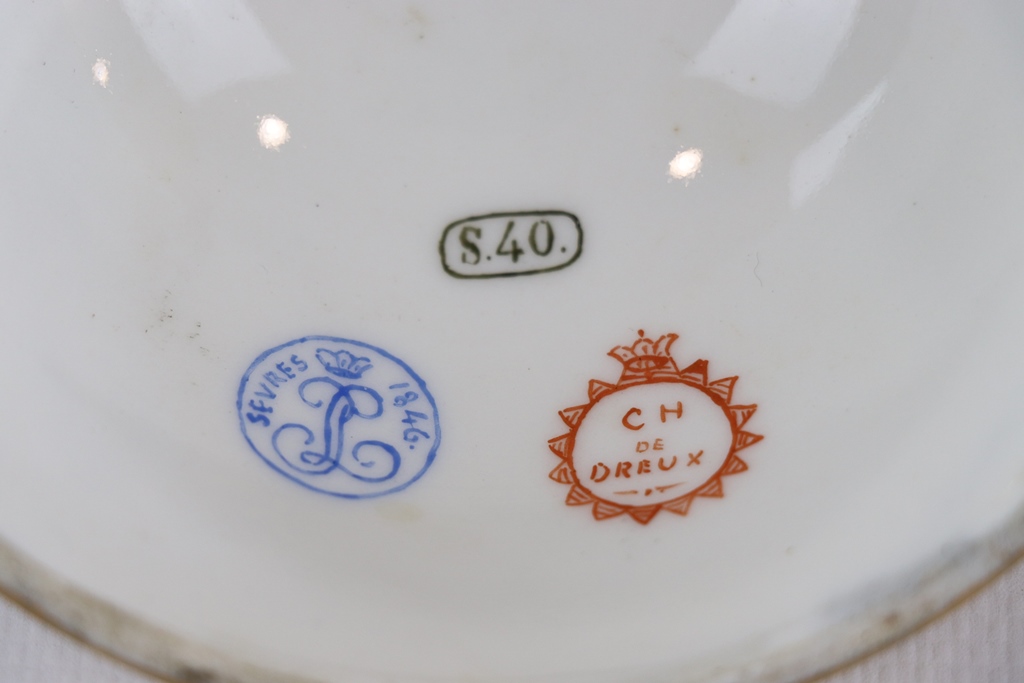 S.40.
SEVRES 1846.
CH
DE
DREUX